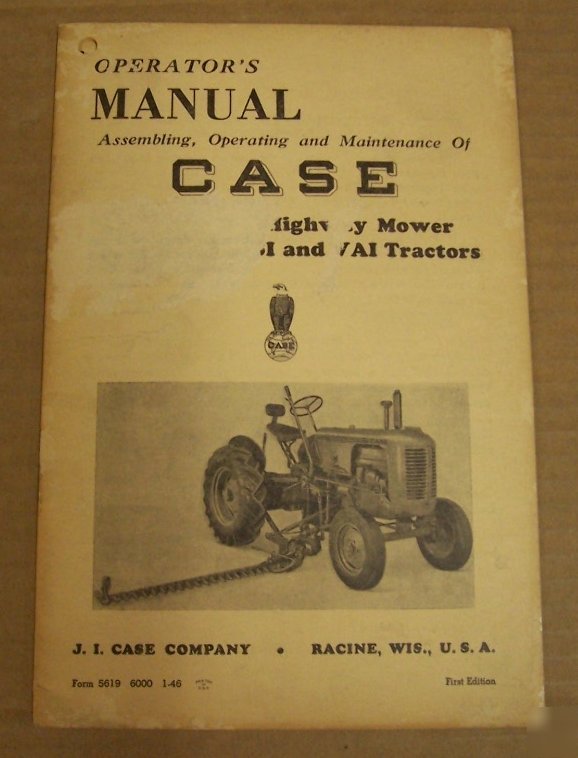 OPERATOR'S
MANUAL
Assembling, Operating and Maintenance Of
CASE
Mower
and VAI Tractors
CASE
J. I. CASE COMPANY • RACINE, WIS., U. S. A.
Form 5619 6000 1-46 First Edition